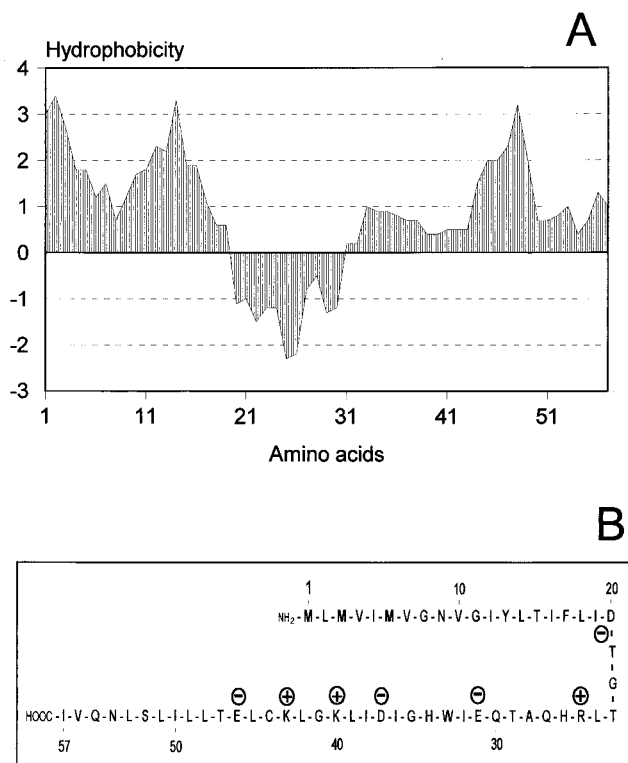 A
Hydrophobicity
4
3
2
1
0
-1
-2
-3
1 11 21 31 41 51
Amino acids
B
1 10 20
NH2-M-L-M-V-I-M-V-G-N-V-G-I-Y-L-T-I-F-L-I-D
⊖
T
G
⊖ ⊕ ⊕ ⊖ ⊖ ⊕
HOOC-I-V-Q-N-L-S-L-I-L-L-T-E-L-C-K-L-G-K-L-I-D-I-G-H-W-I-E-Q-T-A-Q-H-R-L-T
57 50 40 30